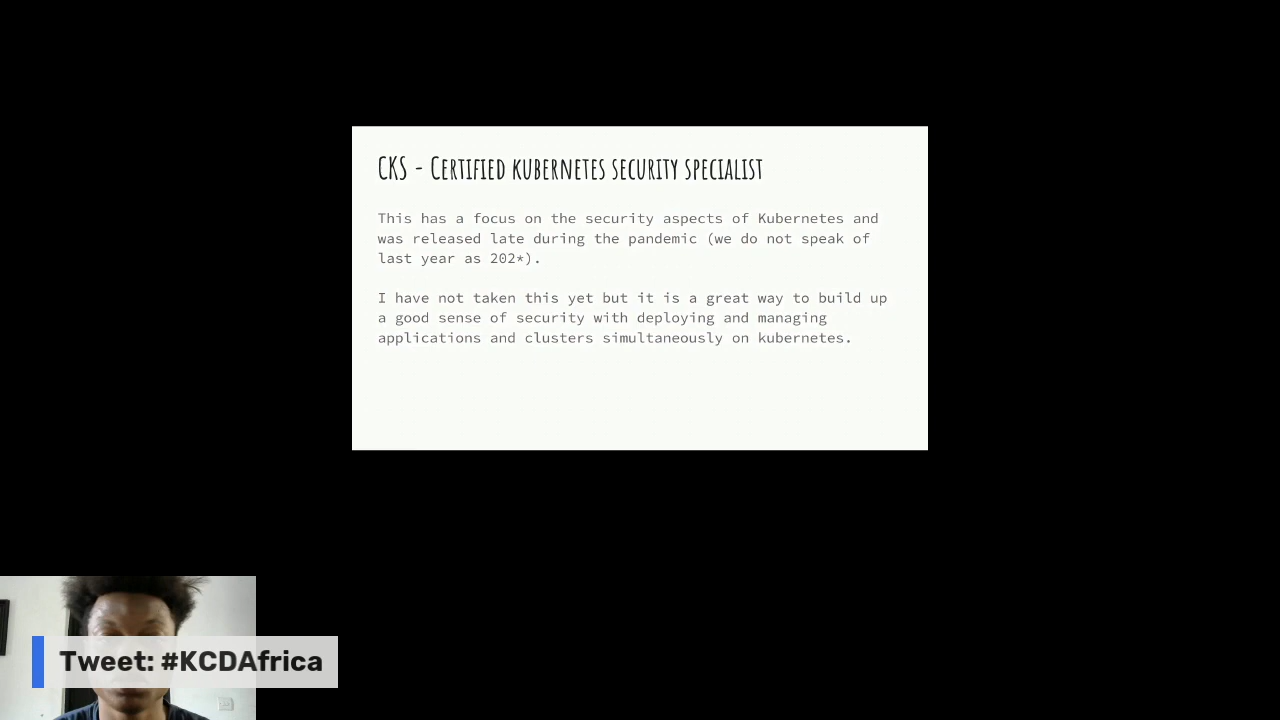 CKS - Certified kubernetes security specialist
This has a focus on the security aspects of Kubernetes and
was released late during the pandemic (we do not speak of
last year as 202*).
I have not taken this yet but it is a great way to build up
a good sense of security with deploying and managing
applications and clusters simultaneously on kubernetes.
Tweet: #KCDAfrica